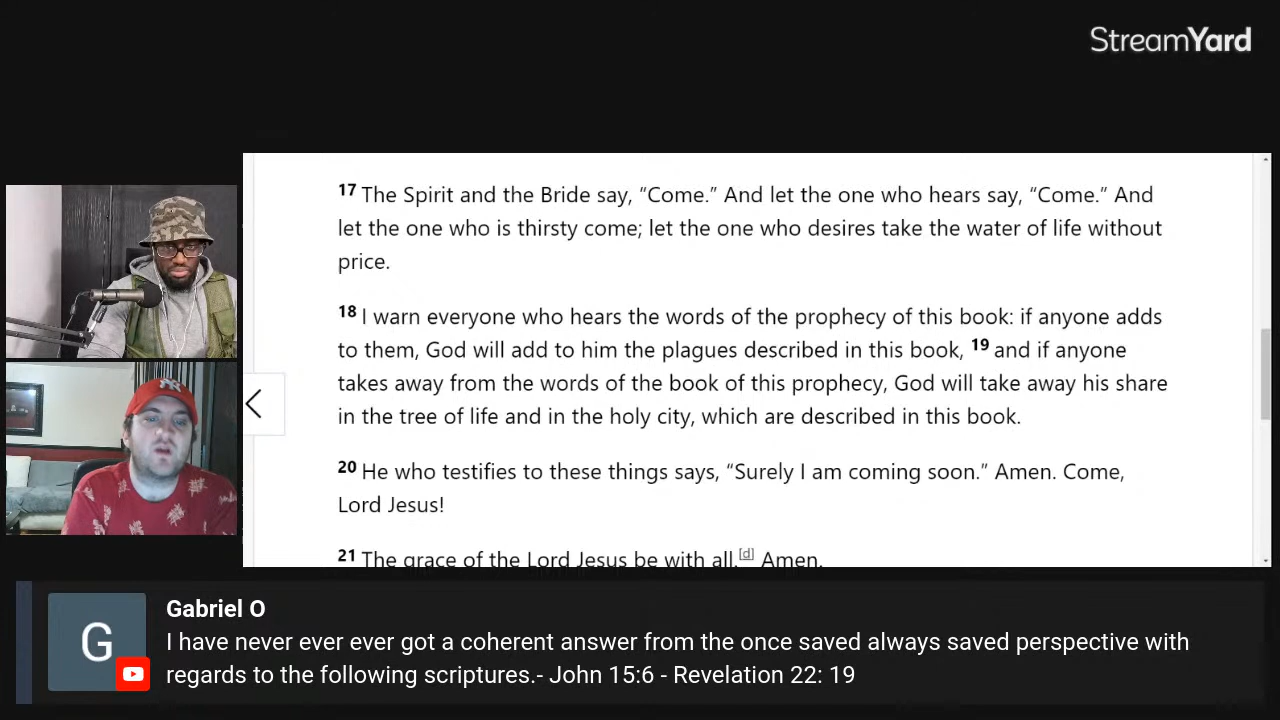 StreamYard
17 The Spirit and the Bride say, “Come.” And let the one who hears say, “Come.” And
let the one who is thirsty come; let the one who desires take the water of life without
price.
18 I warn everyone who hears the words of the prophecy of this book: if anyone adds
to them, God will add to him the plagues described in this book, 19 and if anyone
takes away from the words of the book of this prophecy, God will take away his share
in the tree of life and in the holy city, which are described in this book.
20 He who testifies to these things says, “Surely I am coming soon.” Amen. Come,
Lord Jesus!
21 The grace of the Lord Jesus be with all.[d] Amen.
G
Gabriel O
I have never ever ever got a coherent answer from the once saved always saved perspective with
regards to the following scriptures.- John 15:6 - Revelation 22: 19